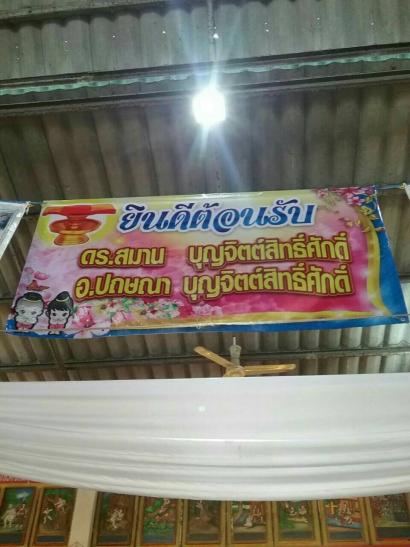 ยินดีต้อนรับ
ดร.สมาน บุญจิตต์สิทธิ์ศักดิ์
อ.ปถษณา บุญจิตต์สิทธิ์ศักดิ์